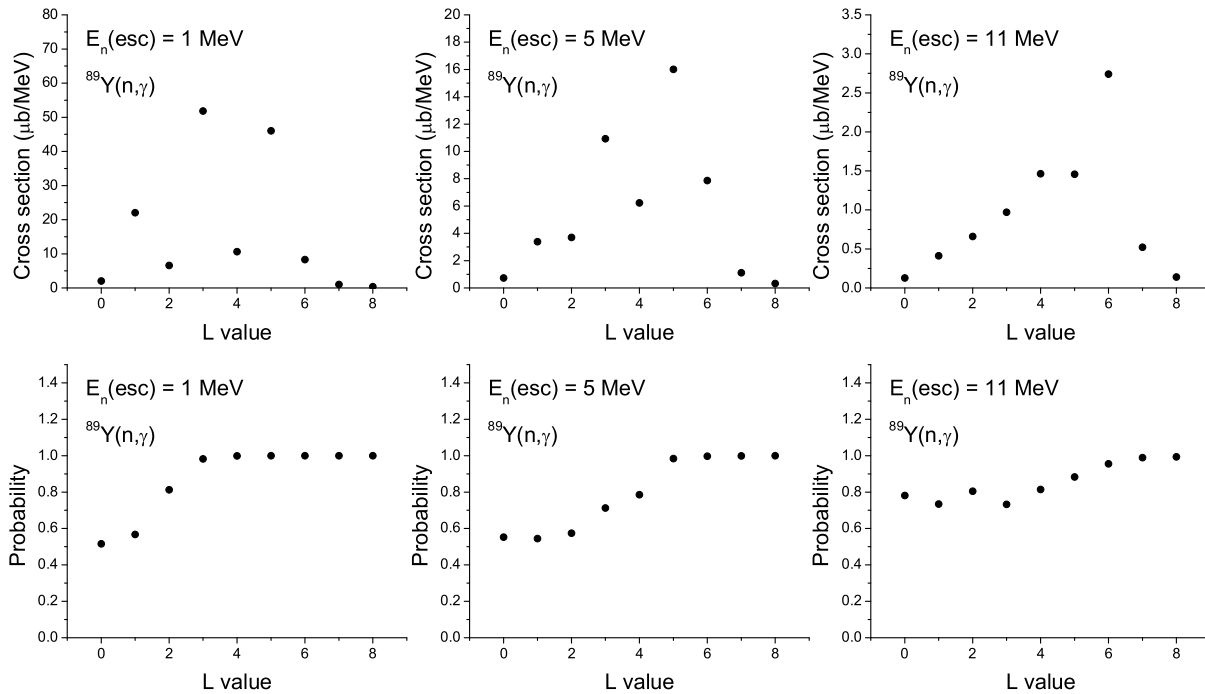 80
70
60
50
40
30
20
10
0
Cross section (μb/MeV)
Eₙ(esc) = 1 MeV
⁸⁹Y(n,γ)
0 2 4 6 8
L value
20
18
16
14
12
10
8
6
4
2
0
Cross section (μb/MeV)
Eₙ(esc) = 5 MeV
⁸⁹Y(n,γ)
0 2 4 6 8
L value
3.5
3.0
2.5
2.0
1.5
1.0
0.5
0.0
Cross section (μb/MeV)
Eₙ(esc) = 11 MeV
⁸⁹Y(n,γ)
0 2 4 6 8
L value
1.4
1.2
1.0
0.8
0.6
0.4
0.2
0.0
Probability
Eₙ(esc) = 1 MeV
⁸⁹Y(n,γ)
0 2 4 6 8
L value
1.4
1.2
1.0
0.8
0.6
0.4
0.2
0.0
Probability
Eₙ(esc) = 5 MeV
⁸⁹Y(n,γ)
0 2 4 6 8
L value
1.4
1.2
1.0
0.8
0.6
0.4
0.2
0.0
Probability
Eₙ(esc) = 11 MeV
⁸⁹Y(n,γ)
0 2 4 6 8
L value